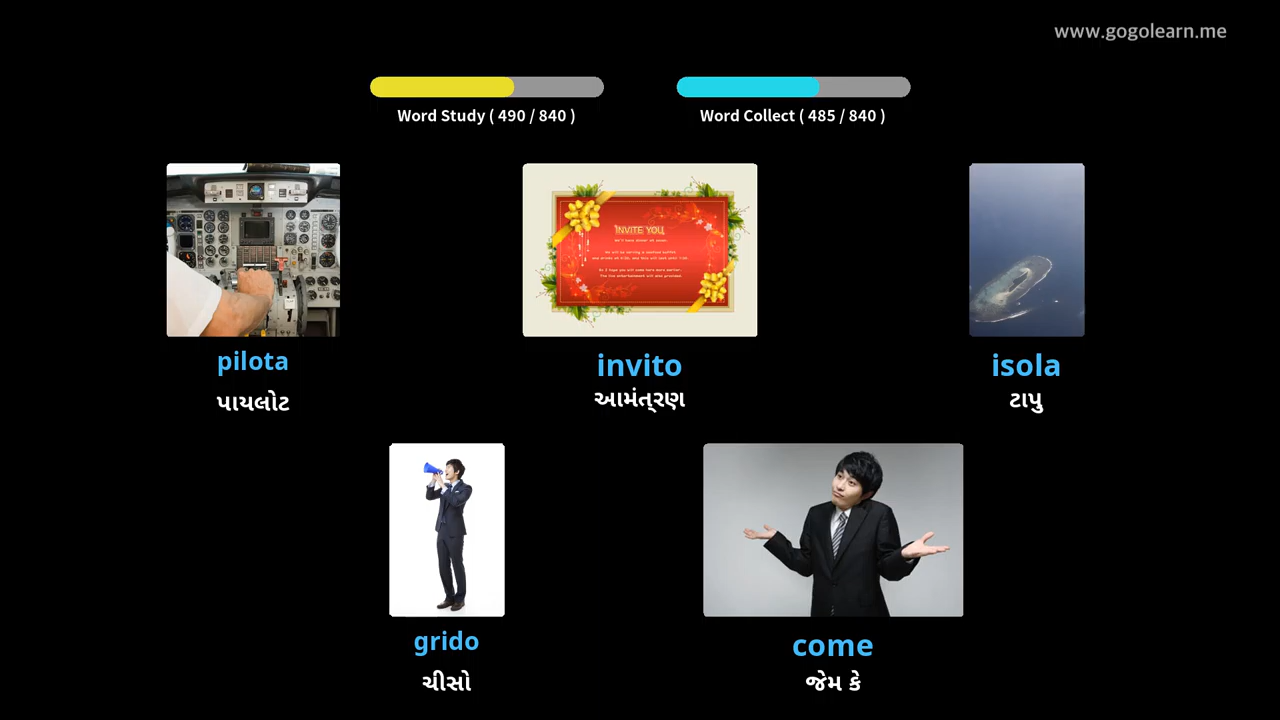 www.gogolearn.me
Word Study ( 490 / 840 )
Word Collect ( 485 / 840 )
INVITE YOU
pilota
પાયલોટ
invito
આમંત્રણ
isola
ટાપુ
grido
ચીસો
come
જેમ કે